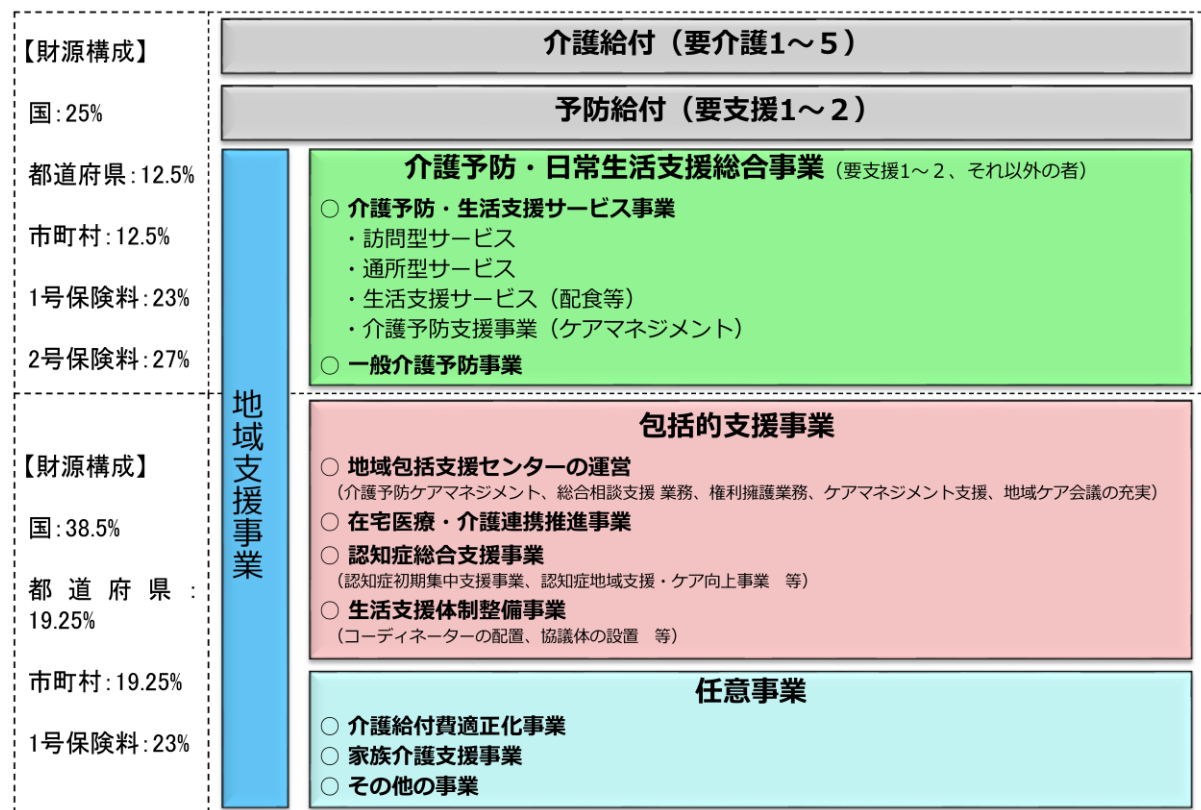 【財源構成】
国:25%
都道府県:12.5%
市町村:12.5%
1号保険料:23%
2号保険料:27%
【財源構成】
国:38.5%
都道府県:
19.25%
市町村:19.25%
1号保険料:23%
介護給付（要介護1～５）
予防給付（要支援1～２）
地域支援事業
介護予防・日常生活支援総合事業（要支援1～２、それ以外の者）
○ 介護予防・生活支援サービス事業
・訪問型サービス
・通所型サービス
・生活支援サービス（配食等）
・介護予防支援事業（ケアマネジメント）
○ 一般介護予防事業
包括的支援事業
○ 地域包括支援センターの運営
（介護予防ケアマネジメント、総合相談支援 業務、権利擁護業務、ケアマネジメント支援、地域ケア会議の充実）
○ 在宅医療・介護連携推進事業
○ 認知症総合支援事業
（認知症初期集中支援事業、認知症地域支援・ケア向上事業　等）
○ 生活支援体制整備事業
（コーディネーターの配置、協議体の設置　等）
任意事業
○ 介護給付費適正化事業
○ 家族介護支援事業
○ その他の事業